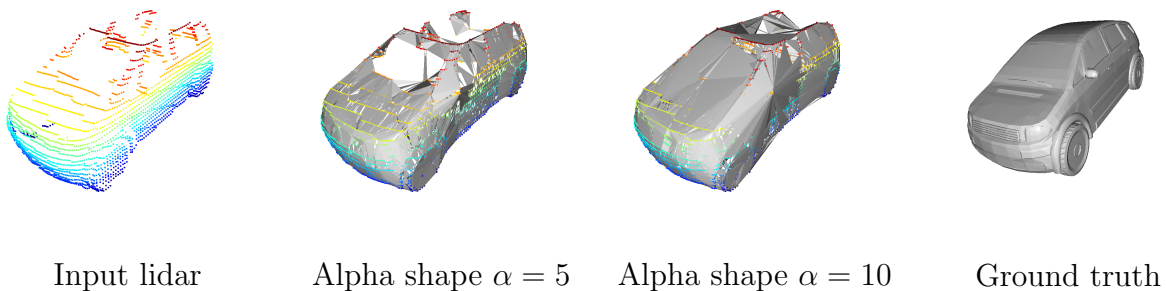 Input lidar
Alpha shape α = 5
Alpha shape α = 10
Ground truth